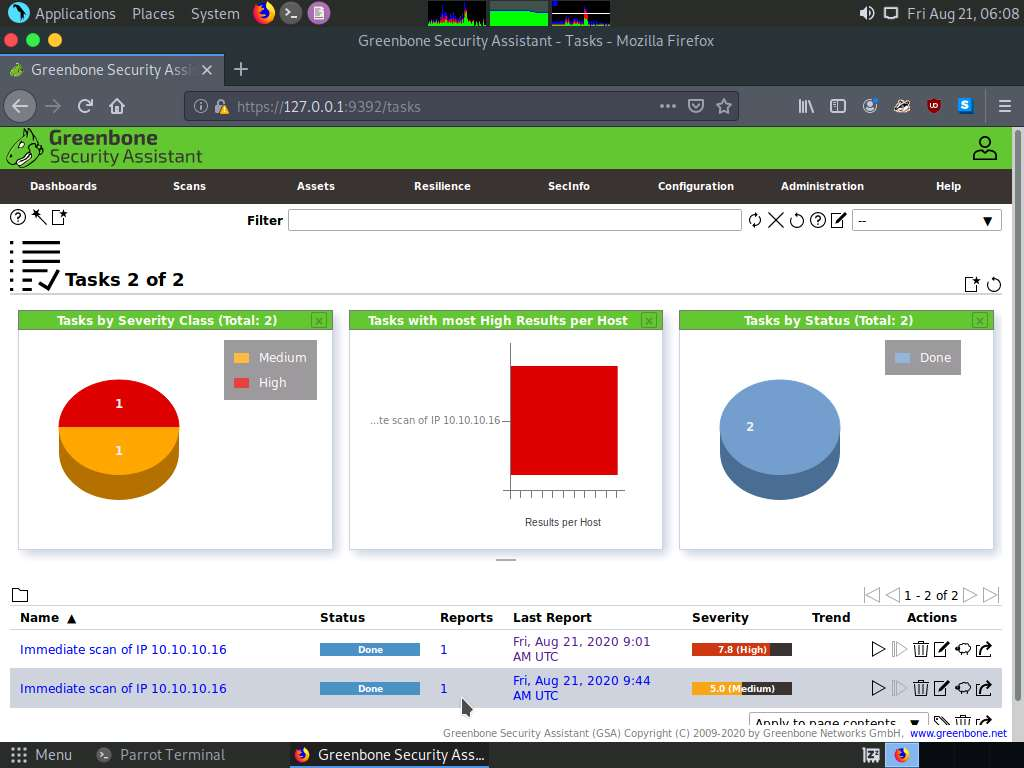 Applications Places System Fri Aug 21, 06:08
Greenbone Security Assistant - Tasks - Mozilla Firefox
Greenbone Security Assi
https://127.0.0.1:9392/tasks
Greenbone
Security Assistant
Dashboards Scans Assets Resilience SecInfo Configuration Administration Help
Filter --
Tasks 2 of 2
Tasks by Severity Class (Total: 2)
Medium
High
1
1
Tasks with most High Results per Host
...te scan of IP 10.10.10.16
Results per Host
Tasks by Status (Total: 2)
Done
2
1 - 2 of 2
Name ▲ Status Reports Last Report Severity Trend Actions
Immediate scan of IP 10.10.10.16 Done 1 Fri, Aug 21, 2020 9:01 AM UTC 7.8 (High)
Immediate scan of IP 10.10.10.16 Done 1 Fri, Aug 21, 2020 9:44 AM UTC 5.0 (Medium)
Apply to page contents
Greenbone Security Assistant (GSA) Copyright (C) 2009-2020 by Greenbone Networks GmbH, www.greenbone.net
Menu Parrot Terminal Greenbone Security Ass...